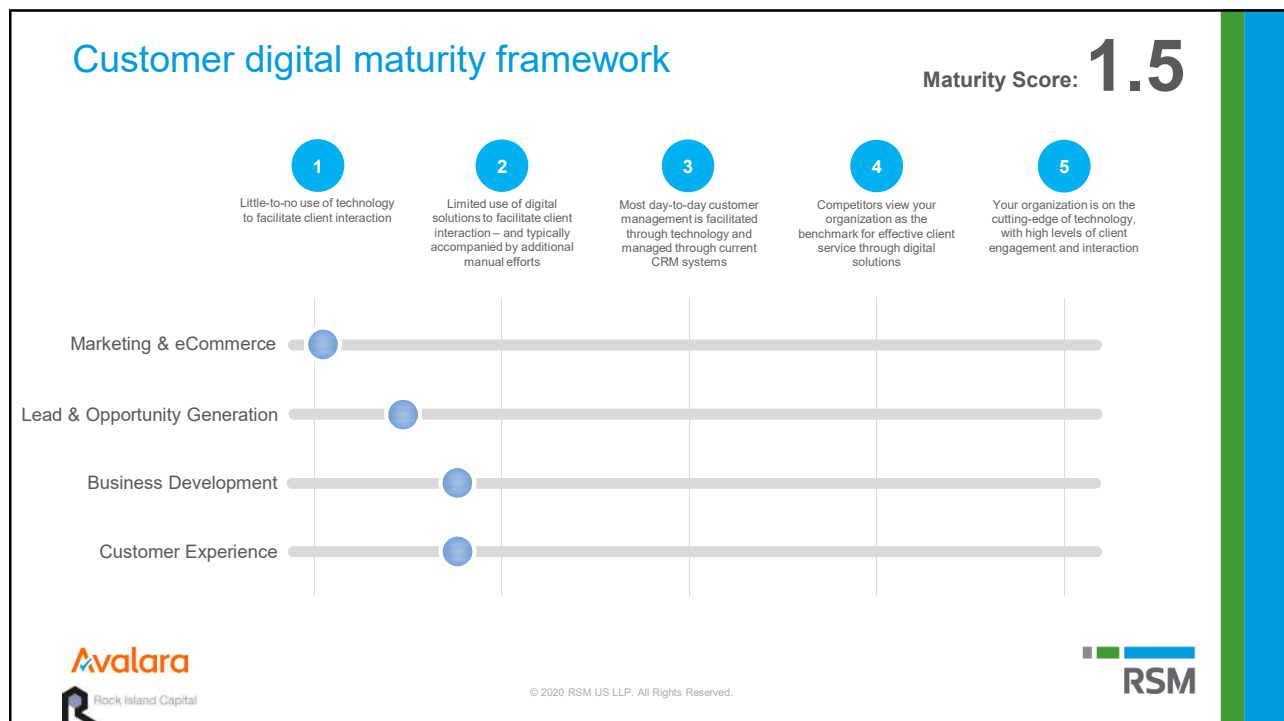 Customer digital maturity framework
Maturity Score: 1.5
1
Little-to-no use of technology
to facilitate client interaction
2
Limited use of digital
solutions to facilitate client
interaction – and typically
accompanied by additional
manual efforts
3
Most day-to-day customer
management is facilitated
through technology and
managed through current
CRM systems
4
Competitors view your
organization as the
benchmark for effective client
service through digital
solutions
5
Your organization is on the
cutting-edge of technology,
with high levels of client
engagement and interaction
Marketing & eCommerce
Lead & Opportunity Generation
Business Development
Customer Experience
Avalara
Rock Island Capital
© 2020 RSM US LLP. All Rights Reserved.
RSM